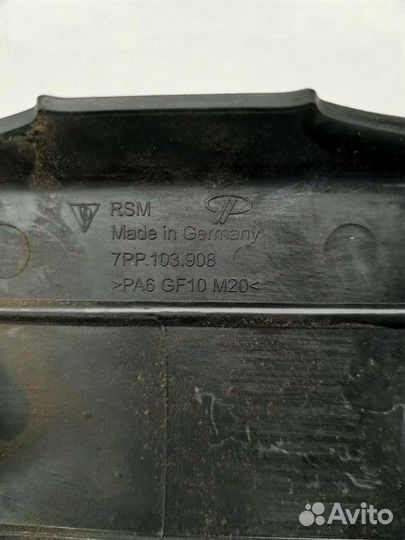 RSM
Made in Germany
7PP.103.908
>PA6 GF10 M20<
Avito